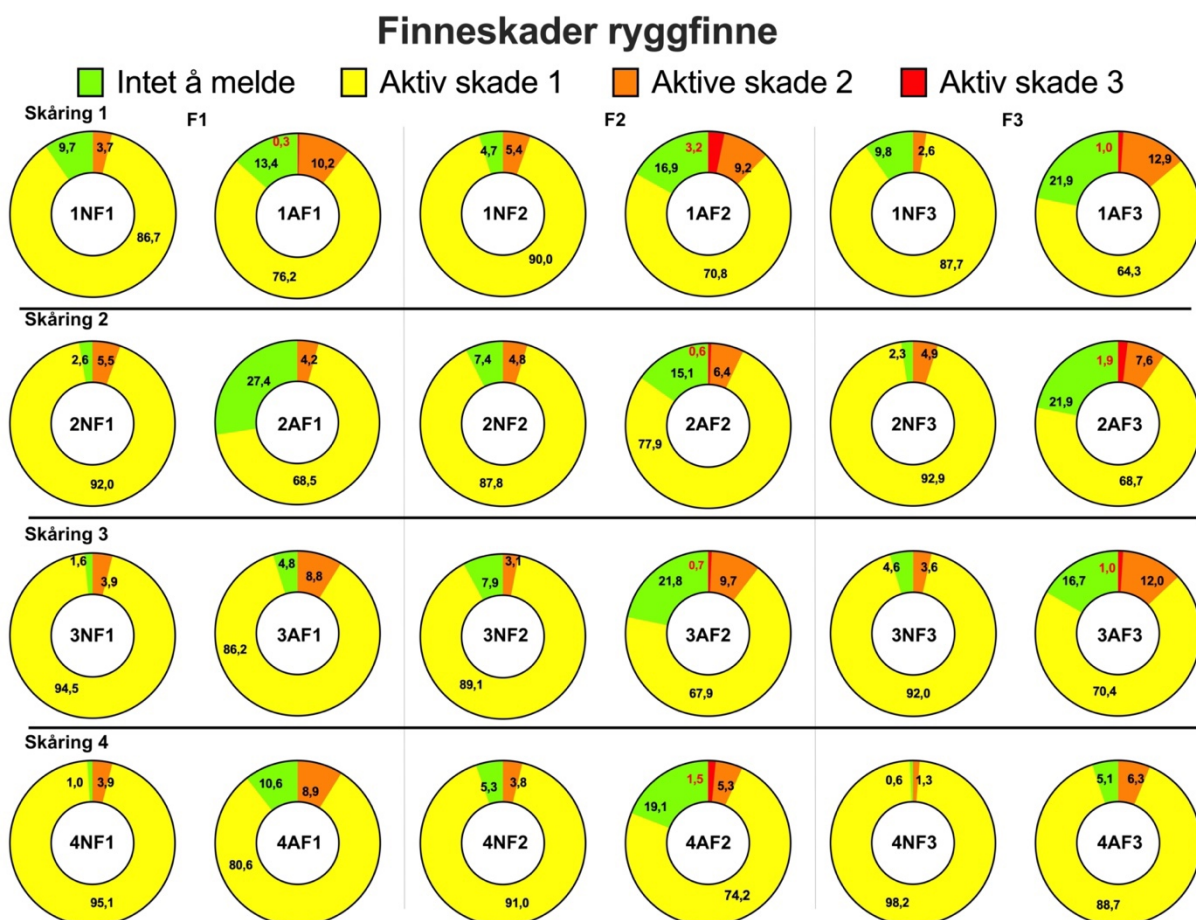 Finneskader ryggfinne
Intet å melde Aktiv skade 1 Aktive skade 2 Aktiv skade 3
Skåring 1
F1 F2 F3
9,7 3,7 86,7 1NF1
0,3 13,4 10,2 76,2 1AF1
4,7 5,4 90,0 1NF2
3,2 16,9 9,2 70,8 1AF2
9,8 2,6 87,7 1NF3
1,0 21,9 12,9 64,3 1AF3
Skåring 2
2,6 5,5 92,0 2NF1
27,4 4,2 68,5 2AF1
7,4 4,8 87,8 2NF2
0,6 15,1 6,4 77,9 2AF2
2,3 4,9 92,9 2NF3
1,9 21,9 7,6 68,7 2AF3
Skåring 3
1,6 3,9 94,5 3NF1
4,8 8,8 86,2 3AF1
7,9 3,1 89,1 3NF2
0,7 21,8 9,7 67,9 3AF2
4,6 3,6 92,0 3NF3
1,0 16,7 12,0 70,4 3AF3
Skåring 4
1,0 3,9 95,1 4NF1
10,6 8,9 80,6 4AF1
5,3 3,8 91,0 4NF2
1,5 19,1 5,3 74,2 4AF2
0,6 1,3 98,2 4NF3
5,1 6,3 88,7 4AF3